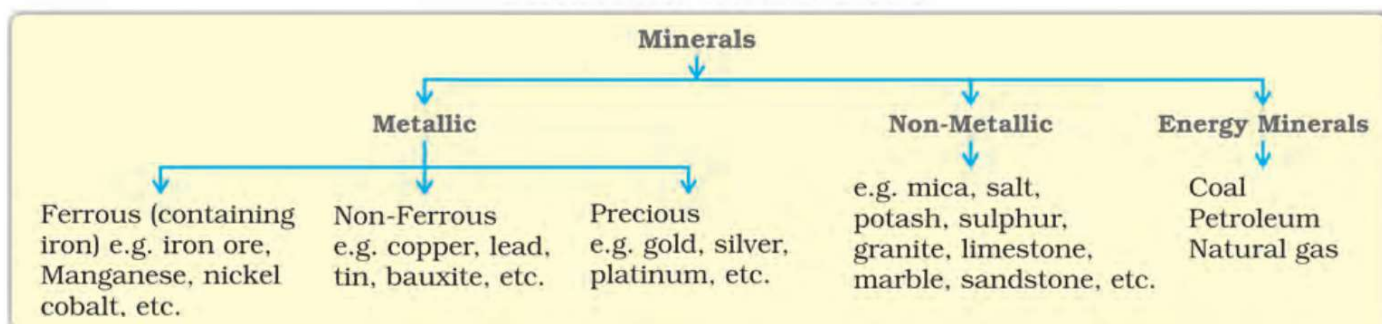 Minerals
Metallic
Non-Metallic
Energy Minerals
Ferrous (containing
iron) e.g. iron ore,
Manganese, nickel
cobalt, etc.
Non-Ferrous
e.g. copper, lead,
tin, bauxite, etc.
Precious
e.g. gold, silver,
platinum, etc.
e.g. mica, salt,
potash, sulphur,
granite, limestone,
marble, sandstone, etc.
Coal
Petroleum
Natural gas